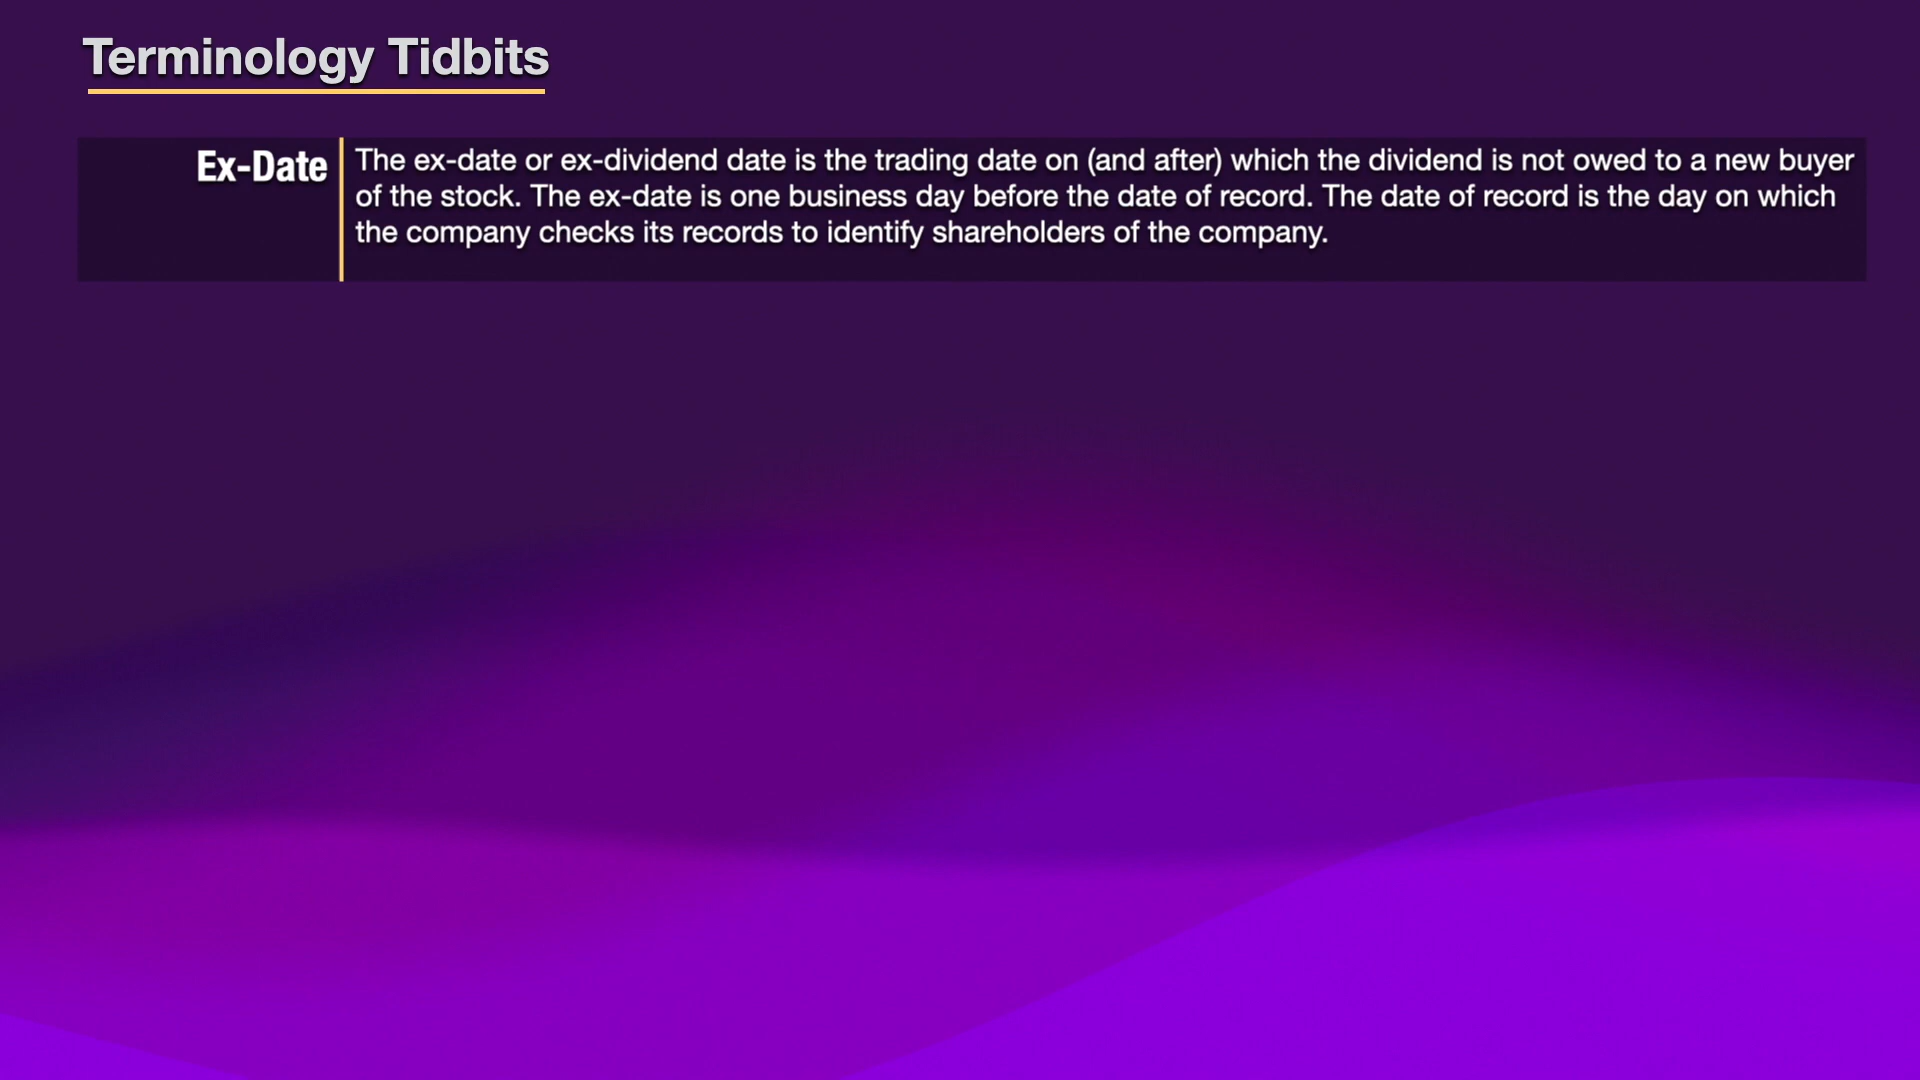 Terminology Tidbits
Ex-Date
The ex-date or ex-dividend date is the trading date on (and after) which the dividend is not owed to a new buyer
of the stock. The ex-date is one business day before the date of record. The date of record is the day on which
the company checks its records to identify shareholders of the company.